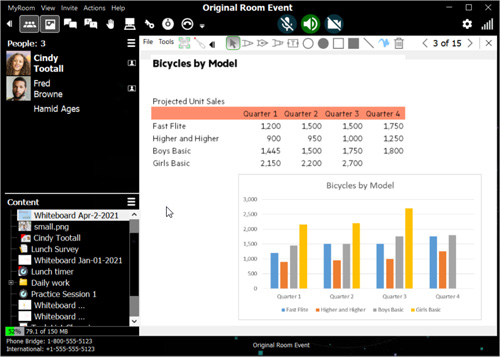 MyRoom View Invite Actions Help
Original Room Event
People: 3
Cindy
Tootall
Fred
Browne
Hamid Ages
Content
Whiteboard Apr-2-2021
small.png
Cindy Tootall
Lunch Survey
Whiteboard Jan-01-2021
Lunch timer
Daily work
Practice Session 1
Whiteboard ...
Whiteboard ...
52% 79.1 of 150 MB
Phone Bridge: 1-800-555-5123
International: +1-555-555-5123
File Tools
3 of 15
Bicycles by Model
Projected Unit Sales
Quarter 1 Quarter 2 Quarter 3 Quarter 4
Fast Flite 1,200 1,500 1,500 1,750
Higher and Higher 900 950 1,000 1,250
Boys Basic 1,445 1,500 1,750 1,800
Girls Basic 2,150 2,200 2,700
Bicycles by Model
3,000
2,500
2,000
1,500
1,000
500
0
Quarter 1 Quarter 2 Quarter 3 Quarter 4
Fast Flite Higher and Higher Boys Basic Girls Basic
Original Room Event